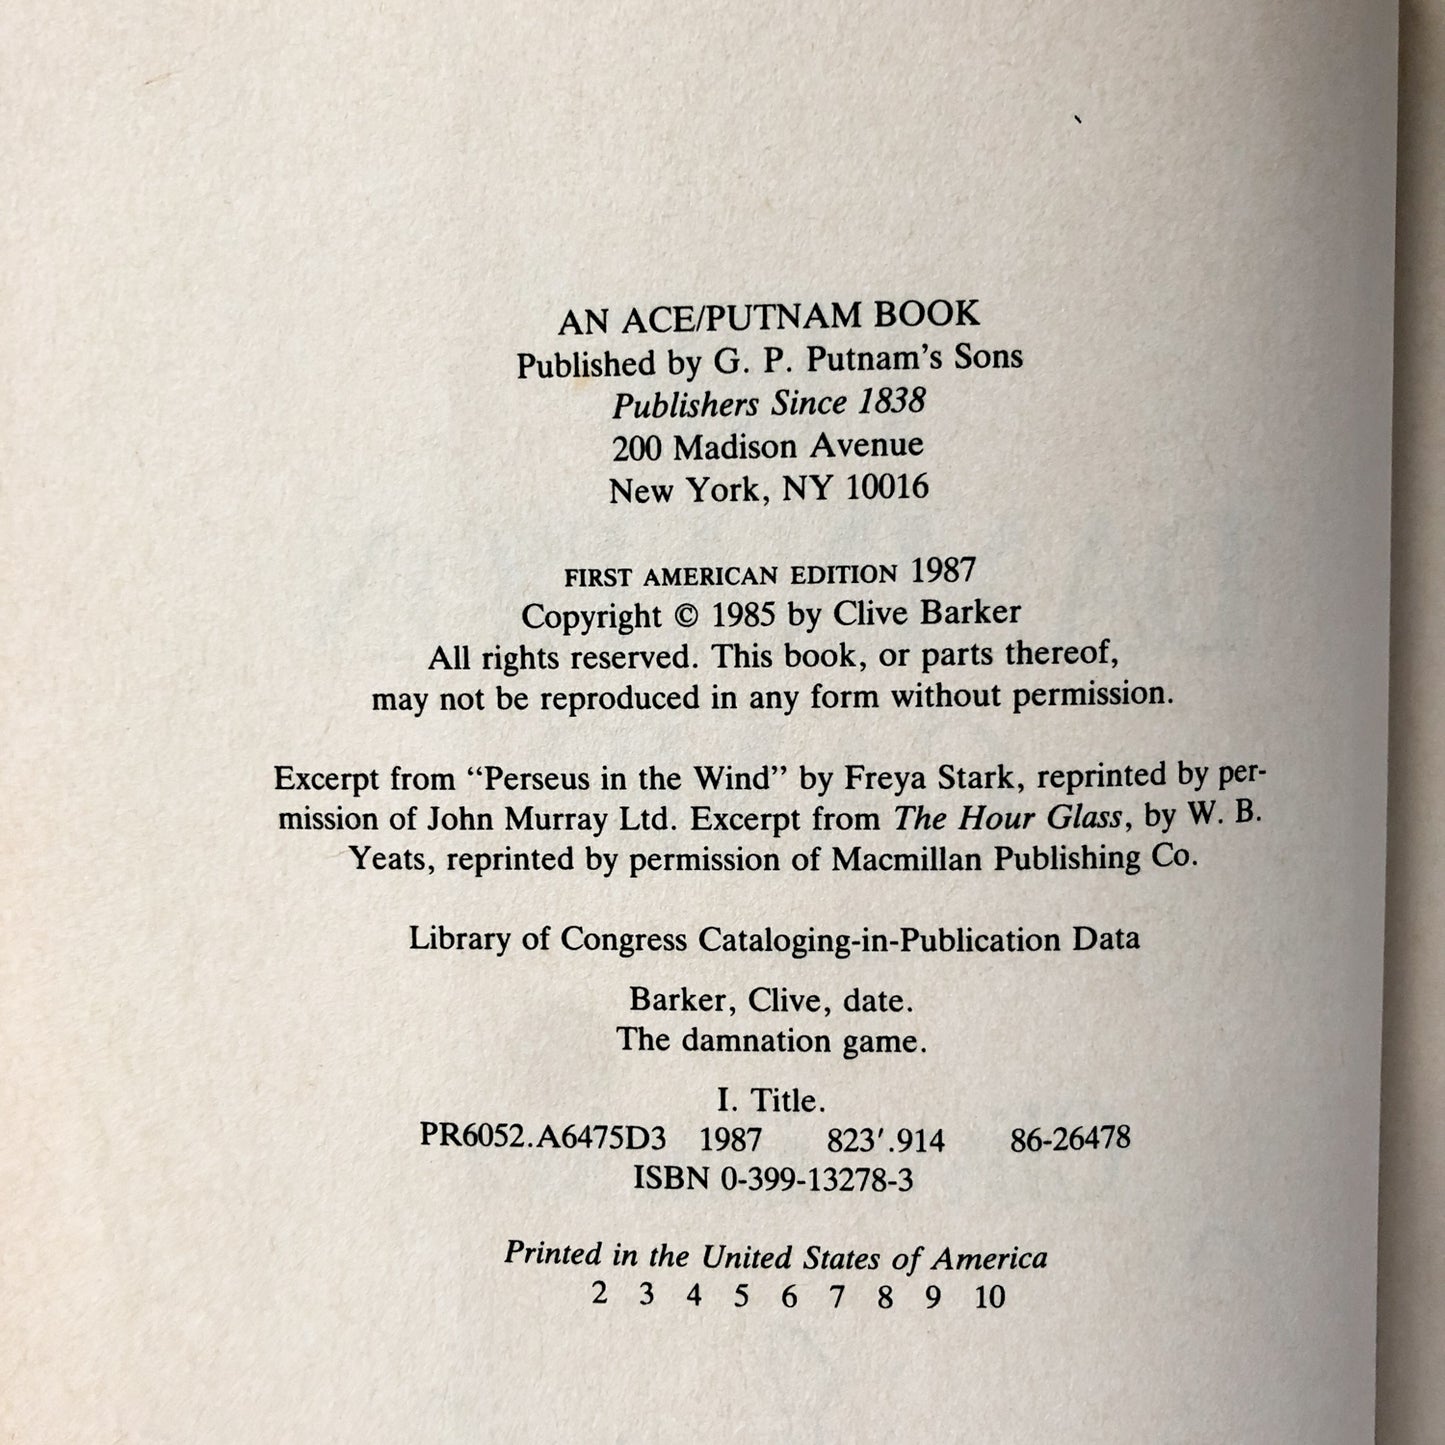 AN ACE/PUTNAM BOOK
Published by G. P. Putnam's Sons
Publishers Since 1838
200 Madison Avenue
New York, NY 10016
FIRST AMERICAN EDITION 1987
Copyright © 1985 by Clive Barker
All rights reserved. This book, or parts thereof,
may not be reproduced in any form without permission.
Excerpt from “Perseus in the Wind” by Freya Stark, reprinted by per-
mission of John Murray Ltd. Excerpt from The Hour Glass, by W. B.
Yeats, reprinted by permission of Macmillan Publishing Co.
Library of Congress Cataloging-in-Publication Data
Barker, Clive, date.
The damnation game.
I. Title.
PR6052.A6475D3 1987 823′.914 86-26478
ISBN 0-399-13278-3
Printed in the United States of America
2 3 4 5 6 7 8 9 10